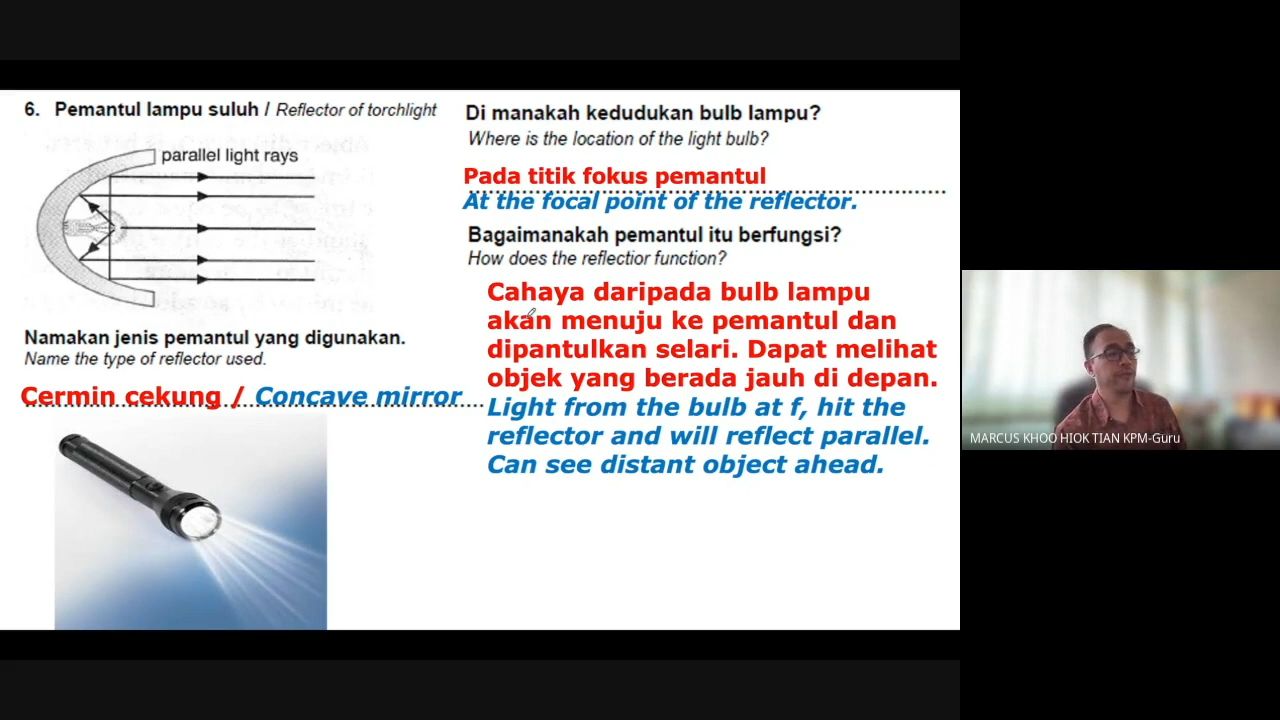 6. Pemantul lampu suluh / Reflector of torchlight
parallel light rays
Namakan jenis pemantul yang digunakan.
Name the type of reflector used.
Cermin cekung / Concave mirror
Di manakah kedudukan bulb lampu?
Where is the location of the light bulb?
Pada titik fokus pemantul
At the focal point of the reflector.
Bagaimanakah pemantul itu berfungsi?
How does the reflectior function?
Cahaya daripada bulb lampu
akan menuju ke pemantul dan
dipantulkan selari. Dapat melihat
objek yang berada jauh di depan.
Light from the bulb at f, hit the
reflector and will reflect parallel.
Can see distant object ahead.
MARCUS KHOO HIOK TIAN KPM-Guru